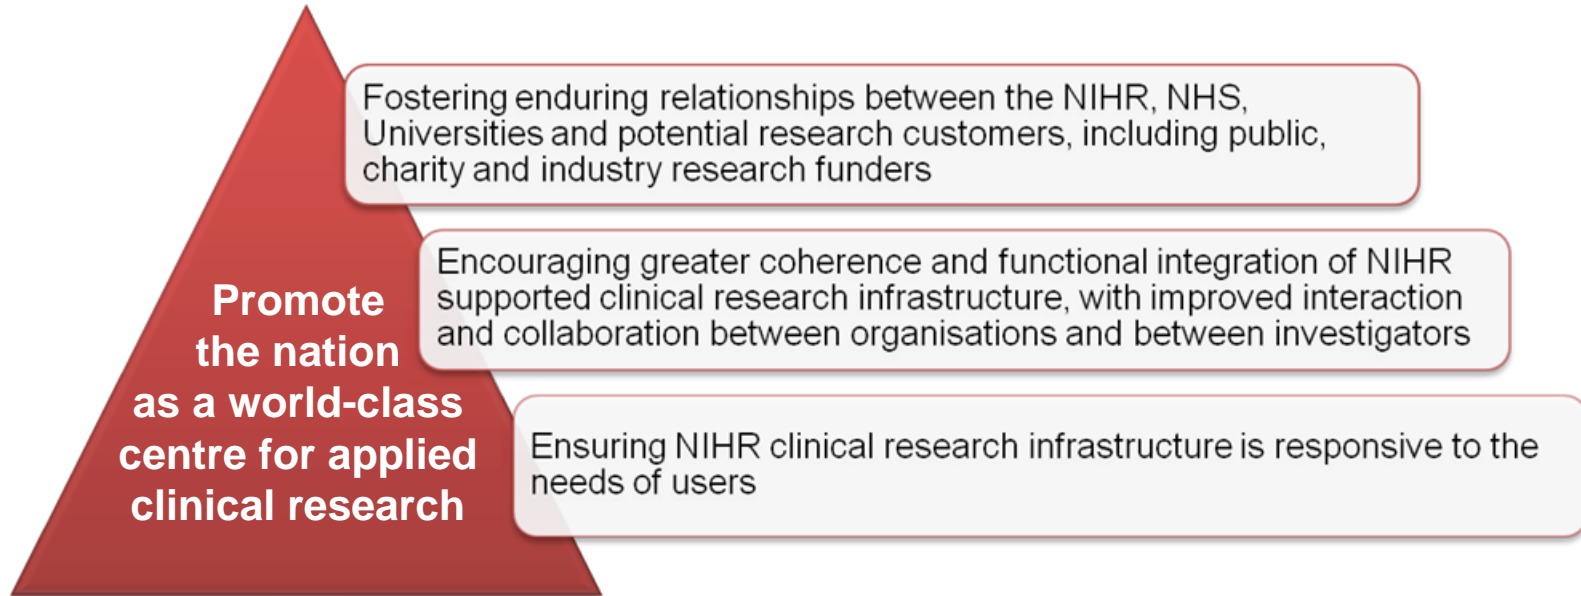 Fostering enduring relationships between the NIHR, NHS,
Universities and potential research customers, including public,
charity and industry research funders
Encouraging greater coherence and functional integration of NIHR
supported clinical research infrastructure, with improved interaction
and collaboration between organisations and between investigators
Promote
the nation
as a world-class
centre for applied
clinical research
Ensuring NIHR clinical research infrastructure is responsive to the
needs of users